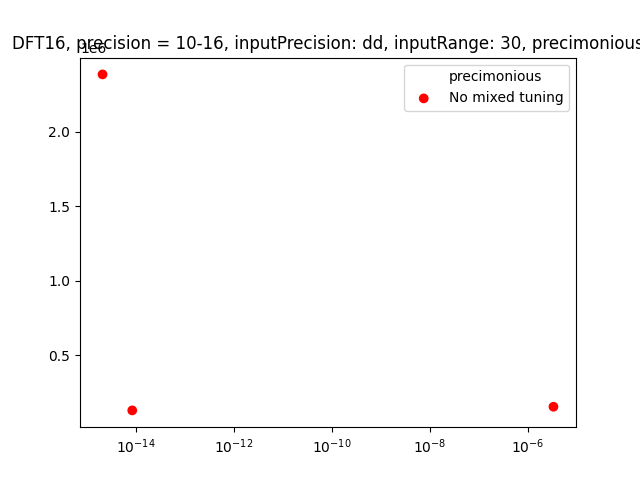 DFT16, precision = 10-16, inputPrecision: dd, inputRange: 30, precimonious
1e6
precimonious
No mixed tuning
2.0
1.5
1.0
0.5
10⁻¹⁴ 10⁻¹² 10⁻¹⁰ 10⁻⁸ 10⁻⁶